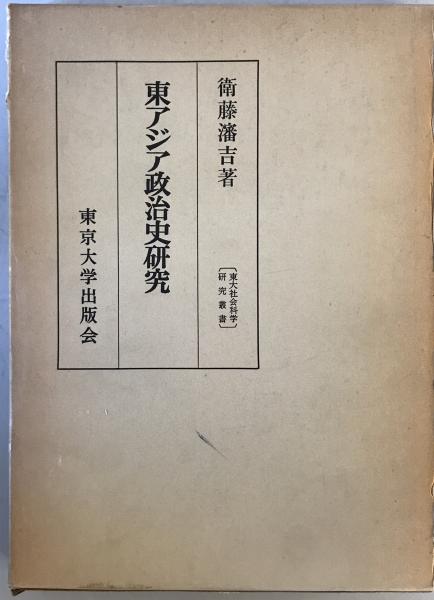 衛藤瀋吉著
〔東大社会科学
研究叢書〕
東アジア政治史研究
東京大学出版会